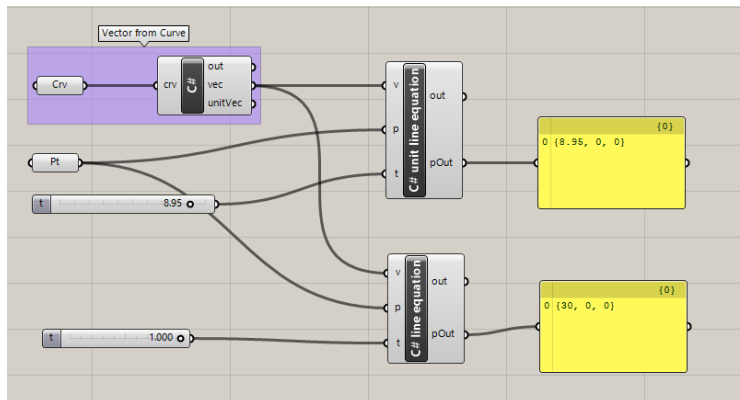 Vector from Curve
Crv
crv
C#
out
vec
unitVec
Pt
t
8.95
v
p
t
C# unit line equation
out
pOut
{0}
0 {8.95, 0, 0}
t
1.000
v
p
t
C# line equation
out
pOut
{0}
0 {30, 0, 0}